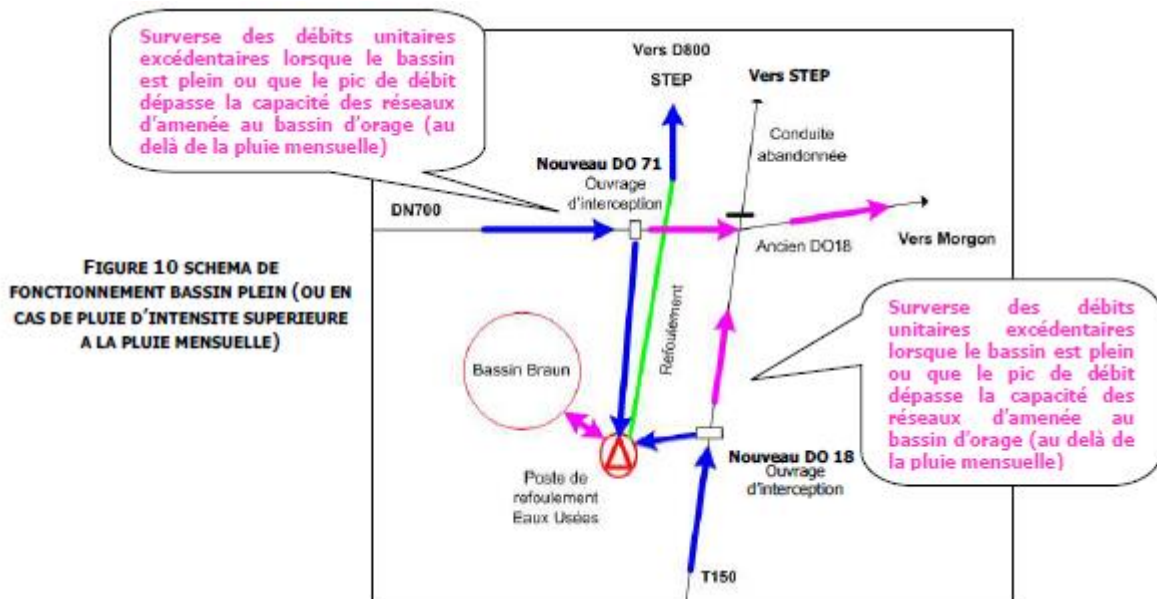 Surverse des débits unitaires
excédentaires lorsque le bassin
est plein ou que le pic de débit
dépasse la capacité des réseaux
d'amenée au bassin d'orage (au
delà de la pluie mensuelle)
Vers D800
STEP
Vers STEP
Conduite
abandonnée
Nouveau DO 71
Ouvrage
d'interception
DN700
Ancien DO18
Vers Morgon
FIGURE 10 SCHEMA DE
FONCTIONNEMENT BASSIN PLEIN (OU EN
CAS DE PLUIE D'INTENSITE SUPERIEURE
A LA PLUIE MENSUELLE)
Refoulement
Bassin Braun
Surverse des débits
unitaires excédentaires
lorsque le bassin est plein
ou que le pic de débit
dépasse la capacité des
réseaux d'amenée au
bassin d'orage (au delà de
la pluie mensuelle)
Nouveau DO 18
Ouvrage
d'interception
Poste de
refoulement
Eaux Usées
T150